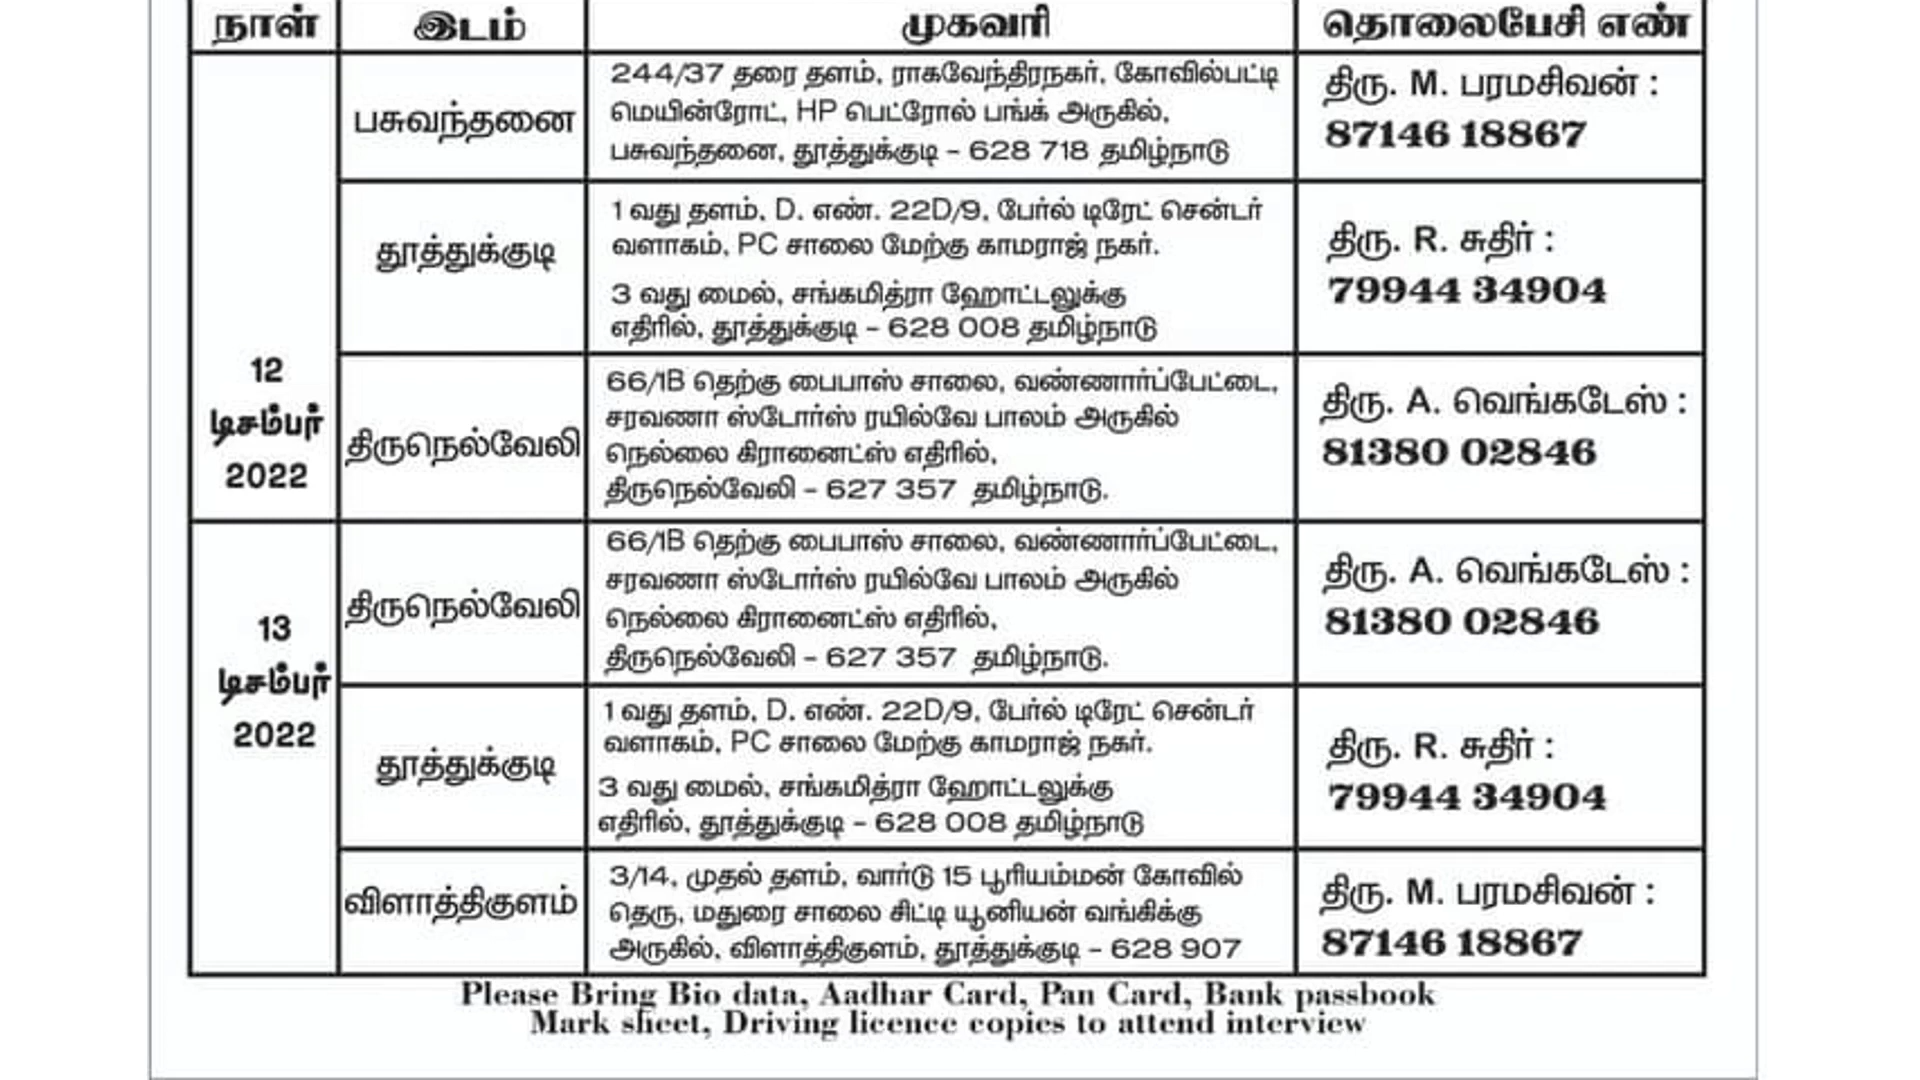 நாள் இடம் முகவரி தொலைபேசி எண்
12
டிசம்பர்
2022
பசுவந்தனை
244/37 தரை தளம், ராகவேந்திரநகர், கோவில்பட்டி
மெயின்ரோட், HP பெட்ரோல் பங்க் அருகில்,
பசுவந்தனை, தூத்துக்குடி – 628 718 தமிழ்நாடு
திரு. M. பரமசிவன் :
87146 18867
தூத்துக்குடி
1 வது தளம், D. எண். 22D/9, பேர்ல் டிரேட் சென்டர்
வளாகம், PC சாலை மேற்கு காமராஜ் நகர்.
3 வது மைல், சங்கமித்ரா ஹோட்டலுக்கு
எதிரில், தூத்துக்குடி – 628 008 தமிழ்நாடு
திரு. R. சுதிர் :
79944 34904
திருநெல்வேலி
66/1B தெற்கு பைபாஸ் சாலை, வண்ணார்ப்பேட்டை,
சரவணா ஸ்டோர்ஸ் ரயில்வே பாலம் அருகில்
நெல்லை கிரானைட்ஸ் எதிரில்,
திருநெல்வேலி – 627 357 தமிழ்நாடு.
திரு. A. வெங்கடேஸ் :
81380 02846
13
டிசம்பர்
2022
திருநெல்வேலி
66/1B தெற்கு பைபாஸ் சாலை, வண்ணார்ப்பேட்டை,
சரவணா ஸ்டோர்ஸ் ரயில்வே பாலம் அருகில்
நெல்லை கிரானைட்ஸ் எதிரில்,
திருநெல்வேலி – 627 357 தமிழ்நாடு.
திரு. A. வெங்கடேஸ் :
81380 02846
தூத்துக்குடி
1 வது தளம், D. எண். 22D/9, பேர்ல் டிரேட் சென்டர்
வளாகம், PC சாலை மேற்கு காமராஜ் நகர்.
3 வது மைல், சங்கமித்ரா ஹோட்டலுக்கு
எதிரில், தூத்துக்குடி – 628 008 தமிழ்நாடு
திரு. R. சுதிர் :
79944 34904
விளாத்திகுளம்
3/14, முதல் தளம், வார்டு 15 பூரியம்மன் கோவில்
தெரு, மதுரை சாலை சிட்டி யூனியன் வங்கிக்கு
அருகில், விளாத்திகுளம், தூத்துக்குடி – 628 907
திரு. M. பரமசிவன் :
87146 18867
Please Bring Bio data, Aadhar Card, Pan Card, Bank passbook
Mark sheet, Driving licence copies to attend interview